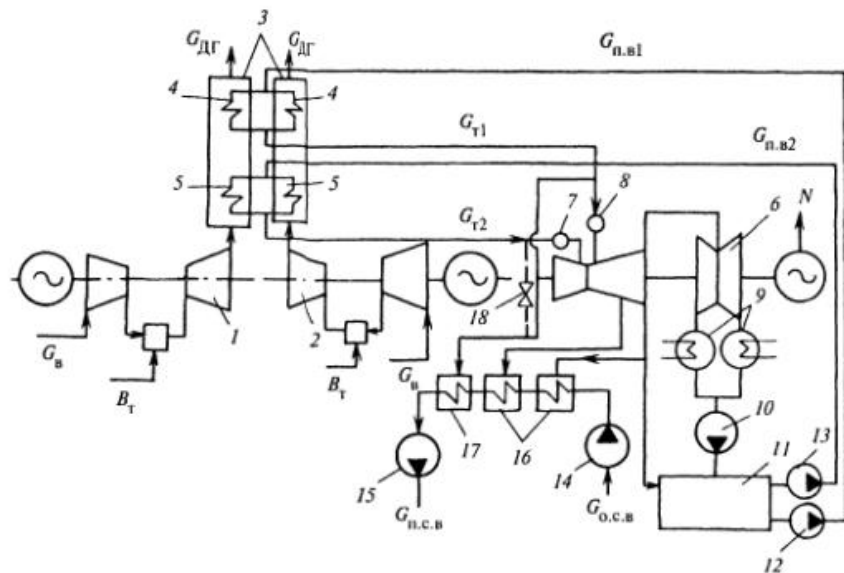 G_ДГ 3 G_ДГ G_п.в1
4 4
G_т1 G_п.в2
5 5 8 6 N
G_т2 7
18 9
G_в 1 2 G_в
B_т B_т 10
17 16 11 13
15 14
G_п.с.в G_о.с.в 12